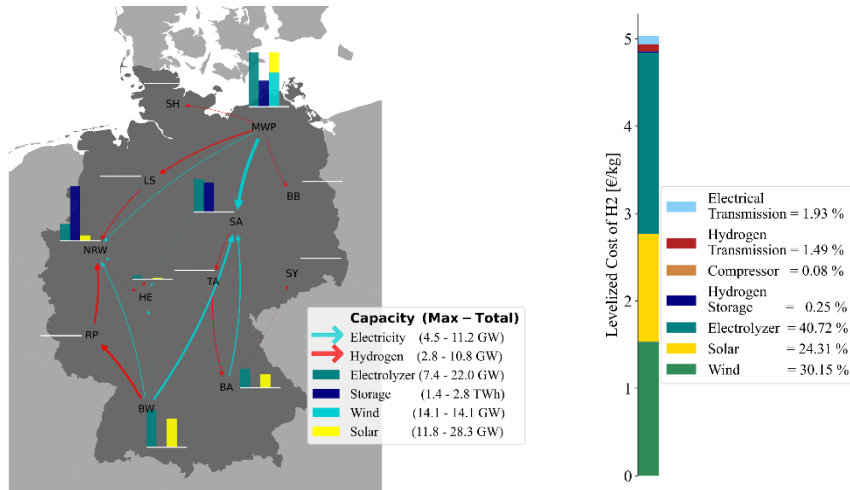 SH
MWP
LS
BB
SA
NRW
TA
SY
HE
RP
BA
BW
Capacity (Max − Total)
Electricity (4.5 - 11.2 GW)
Hydrogen (2.8 - 10.8 GW)
Electrolyzer (7.4 - 22.0 GW)
Storage (1.4 - 2.8 TWh)
Wind (14.1 - 14.1 GW)
Solar (11.8 - 28.3 GW)
Levelized Cost of H2 [€/kg]
5
4
3
2
1
0
Electrical
Transmission = 1.93 %
Hydrogen
Transmission = 1.49 %
Compressor = 0.08 %
Hydrogen
Storage = 0.25 %
Electrolyzer = 40.72 %
Solar = 24.31 %
Wind = 30.15 %